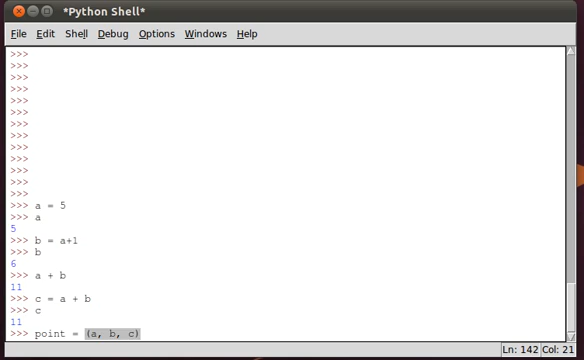 *Python Shell*
File Edit Shell Debug Options Windows Help
>>>
>>>
>>>
>>>
>>>
>>>
>>>
>>>
>>>
>>>
>>>
>>>
>>>
>>> a = 5
>>> a
5
>>> b = a+1
>>> b
6
>>> a + b
11
>>> c = a + b
>>> c
11
>>> point = (a, b, c)
Ln: 142 Col: 21